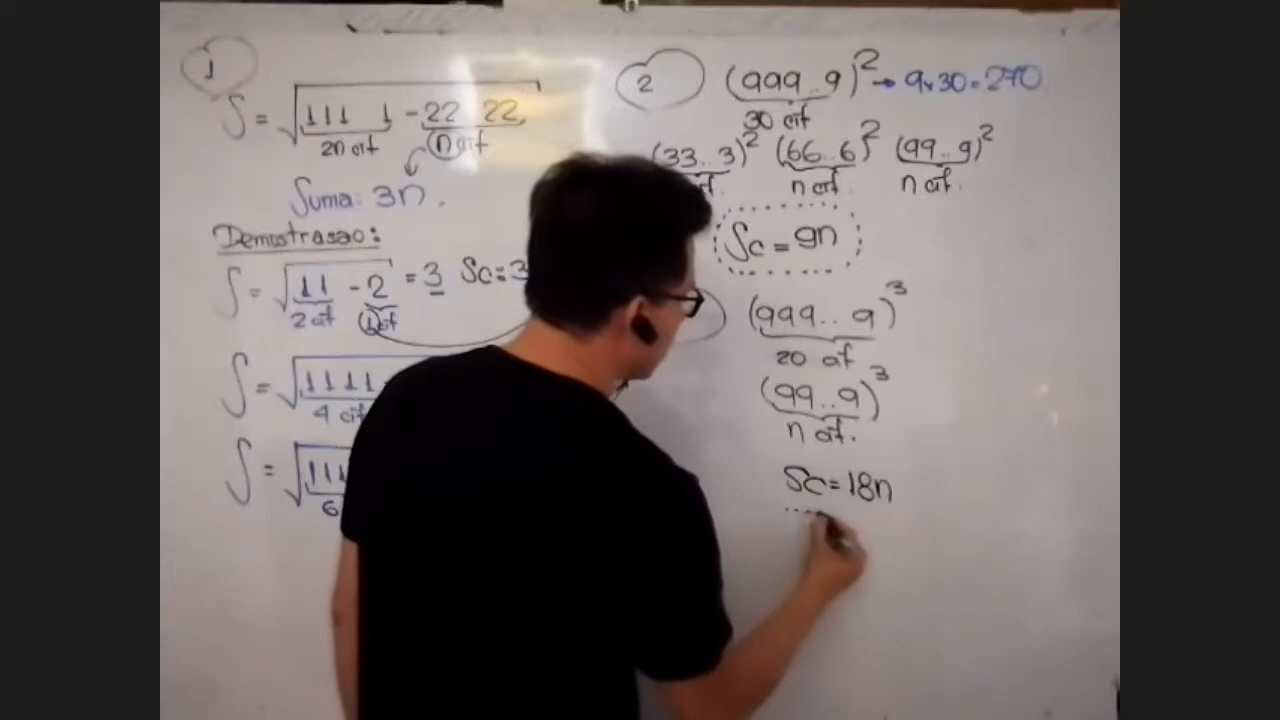 1
S = √111 1 - 22 22
2n cif n cif
Suma: 3n.
Demostrasao:
S = √11 - 2 = 3 Sc = 3
2 cif 1 cif
S = √1111
4 cif
S = √111
6
2
(999..9)² → 9x30=270
30 cif
(33..3)² (66..6)² (99..9)²
n cif. n cif.
Sc = 9n
(999..9)³
20 cif
(99..9)³
n cif.
Sc = 18n